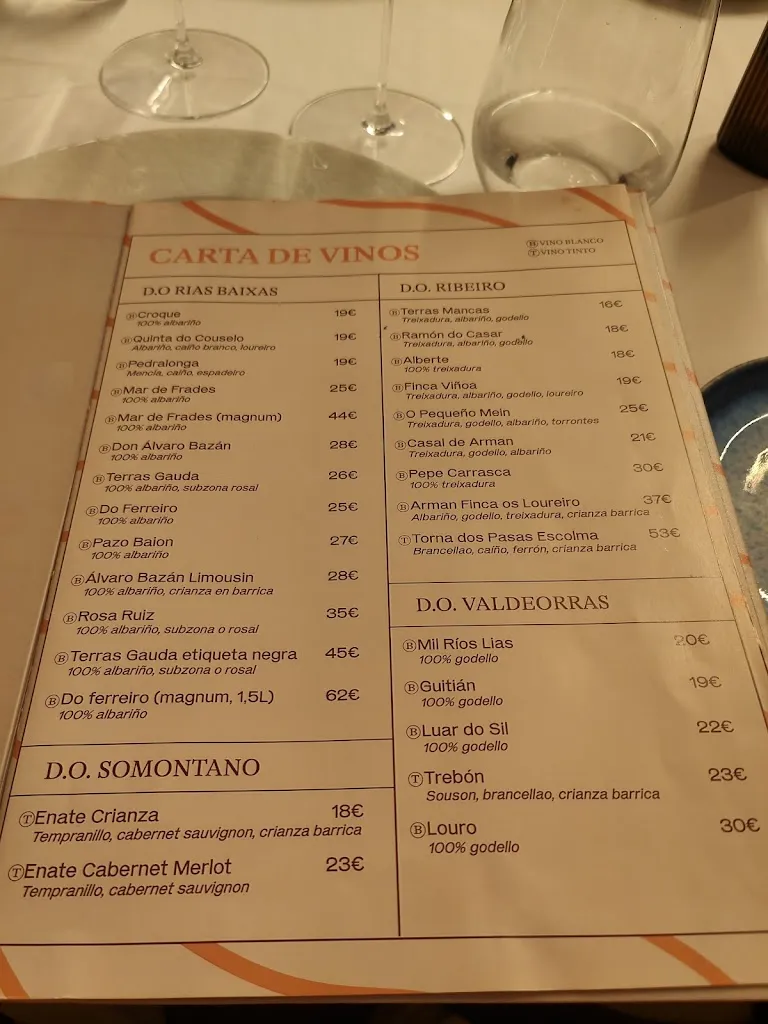 CARTA DE VINOS
Ⓑ VINO BLANCO
Ⓣ VINO TINTO
D.O RIAS BAIXAS
Ⓑ Croque 19€
100% albariño
Ⓑ Quinta do Couselo 19€
Albariño, caíño branco, loureiro
Ⓑ Pedralonga 19€
Mencía, caíño, espadeiro
Ⓑ Mar de Frades 25€
100% albariño
Ⓑ Mar de Frades (magnum) 44€
100% albariño
Ⓑ Don Álvaro Bazán 28€
100% albariño
Ⓑ Terras Gauda 26€
100% albariño, subzona rosal
Ⓑ Do Ferreiro 25€
100% albariño
Ⓑ Pazo Baion 27€
100% albariño
Ⓑ Álvaro Bazán Limousin 28€
100% albariño, crianza en barrica
Ⓑ Rosa Ruiz 35€
100% albariño, subzona o rosal
Ⓑ Terras Gauda etiqueta negra 45€
100% albariño, subzona o rosal
Ⓑ Do ferreiro (magnum, 1,5L) 62€
100% albariño
D.O. SOMONTANO
Ⓣ Enate Crianza 18€
Tempranillo, cabernet sauvignon, crianza barrica
Ⓣ Enate Cabernet Merlot 23€
Tempranillo, cabernet sauvignon
D.O. RIBEIRO
Ⓑ Terras Mancas 16€
Treixadura, albariño, godello
Ⓑ Ramón do Casar 18€
Treixadura, albariño, godello
Ⓑ Alberte 18€
100% treixadura
Ⓑ Finca Viñoa 19€
Treixadura, albariño, godello, loureiro
Ⓑ O Pequeño Mein 25€
Treixadura, godello, albariño, torrontes
Ⓑ Casal de Arman 21€
Treixadura, godello, albariño
Ⓑ Pepe Carrasca 30€
100% treixadura
Ⓑ Arman Finca os Loureiro 37€
Albariño, godello, treixadura, crianza barrica
Ⓣ Torna dos Pasas Escolma 53€
Brancellao, caíño, ferrón, crianza barrica
D.O. VALDEORRAS
Ⓑ Mil Ríos Lias 20€
100% godello
Ⓑ Guitián 19€
100% godello
Ⓑ Luar do Sil 22€
100% godello
Ⓣ Trebón 23€
Souson, brancellao, crianza barrica
Ⓑ Louro 30€
100% godello